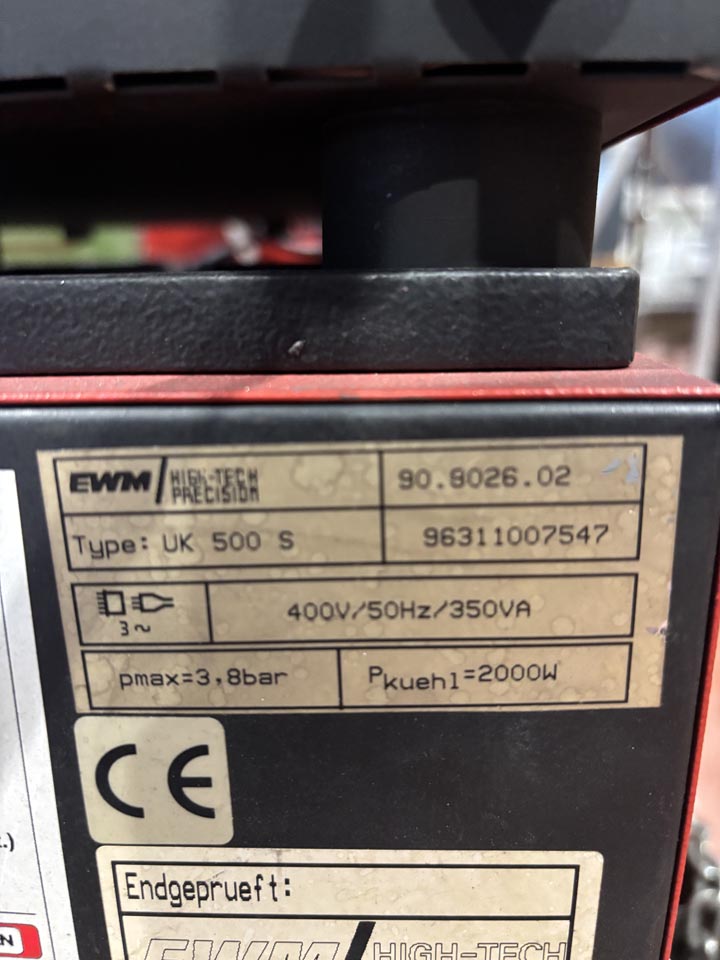 EWM HIGH-TECH
PRECISION
90.8026.02
Type: UK 500 S
96311007547
3~
400V/50Hz/350VA
pmax=3,8bar
Pkuehl=2000W
CE
Endgeprueft:
EWM HIGH-TECH
.)
N